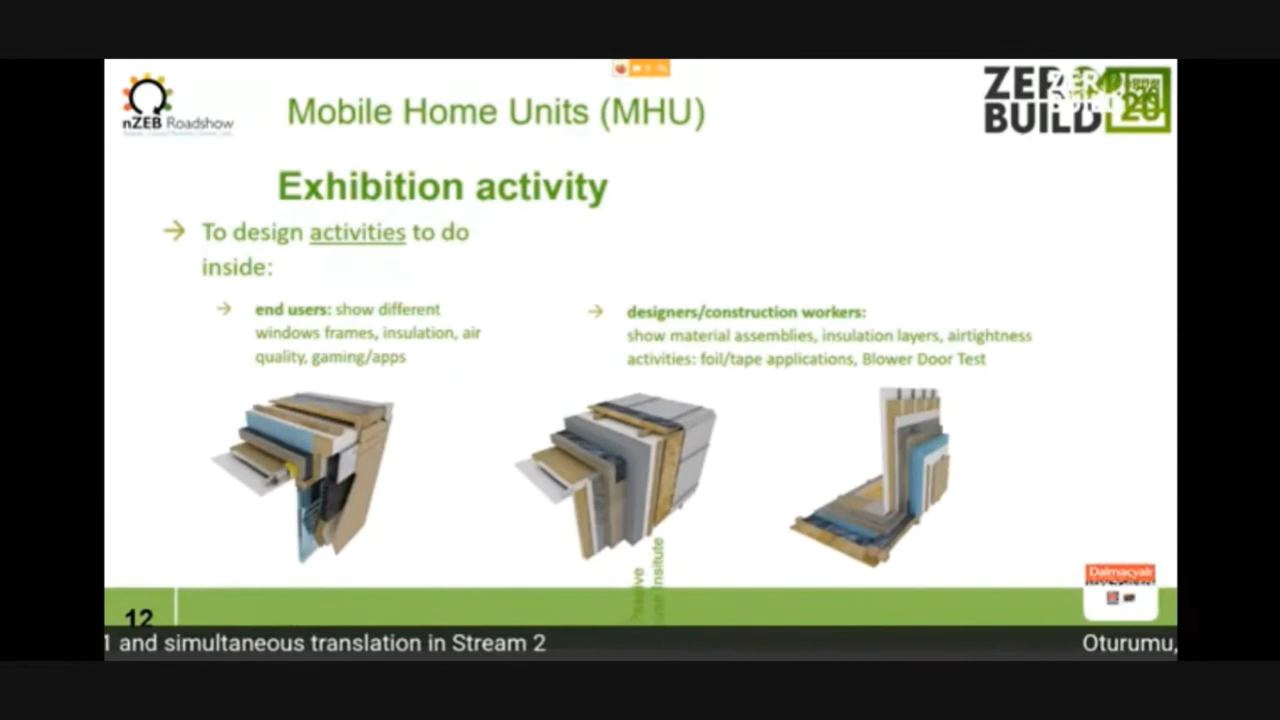 nZEB Roadshow
Mobile Home Units (MHU)
ZERO
BUILD
20
Exhibition activity
To design activities to do
inside:
end users: show different
windows frames, insulation, air
quality, gaming/apps
designers/construction workers:
show material assemblies, insulation layers, airtightness
activities: foil/tape applications, Blower Door Test
12
1 and simultaneous translation in Stream 2
Oturumu,